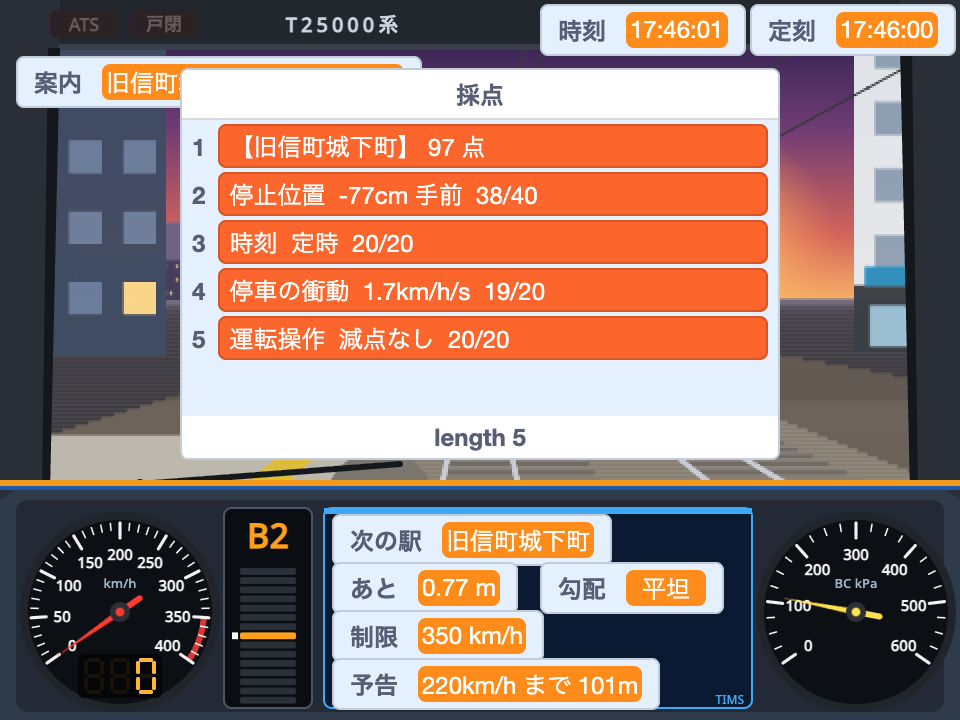 ATS 戸閉 T25000系
時刻 17:46:01 定刻 17:46:00
案内 旧信町
採点
1 【旧信町城下町】 97 点
2 停止位置 -77cm 手前 38/40
3 時刻 定時 20/20
4 停車の衝動 1.7km/h/s 19/20
5 運転操作 減点なし 20/20
length 5
0 50 100 150 200 250 300 350 400
km/h
0
B2
次の駅 旧信町城下町
あと 0.77 m 勾配 平坦
制限 350 km/h
予告 220km/h まで 101m
TIMS
0 100 200 300 400 500 600
BC kPa